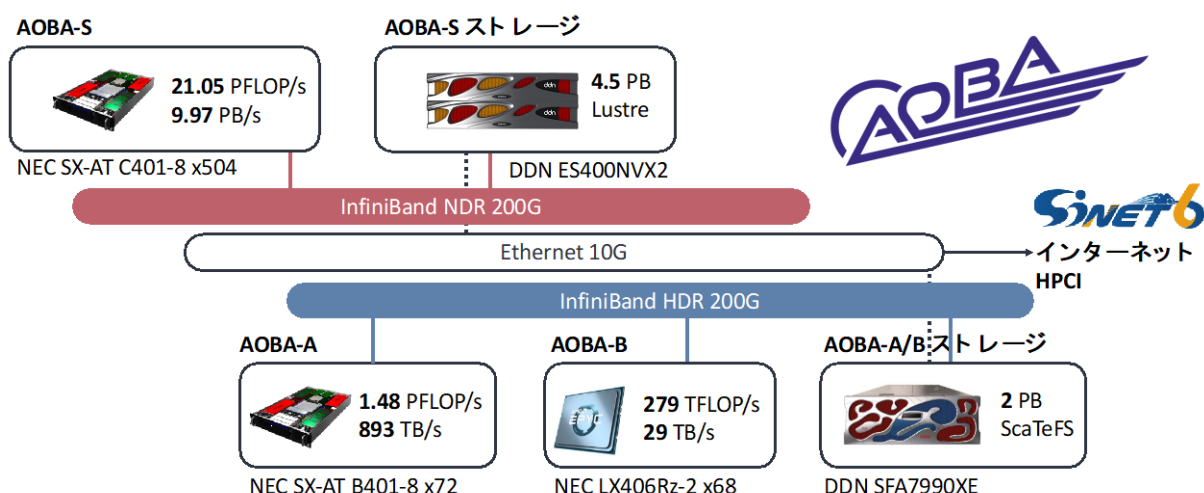 AOBA-S
21.05 PFLOP/s
9.97 PB/s
NEC SX-AT C401-8 x504
AOBA-S ストレージ
ddn
ddn
4.5 PB
Lustre
DDN ES400NVX2
AOBA
InfiniBand NDR 200G
Ethernet 10G
SINET6
インターネット
HPCI
InfiniBand HDR 200G
AOBA-A
1.48 PFLOP/s
893 TB/s
NEC SX-AT B401-8 x72
AOBA-B
279 TFLOP/s
29 TB/s
NEC LX406Rz-2 x68
AOBA-A/B ストレージ
2 PB
ScaTeFS
DDN SFA7990XE